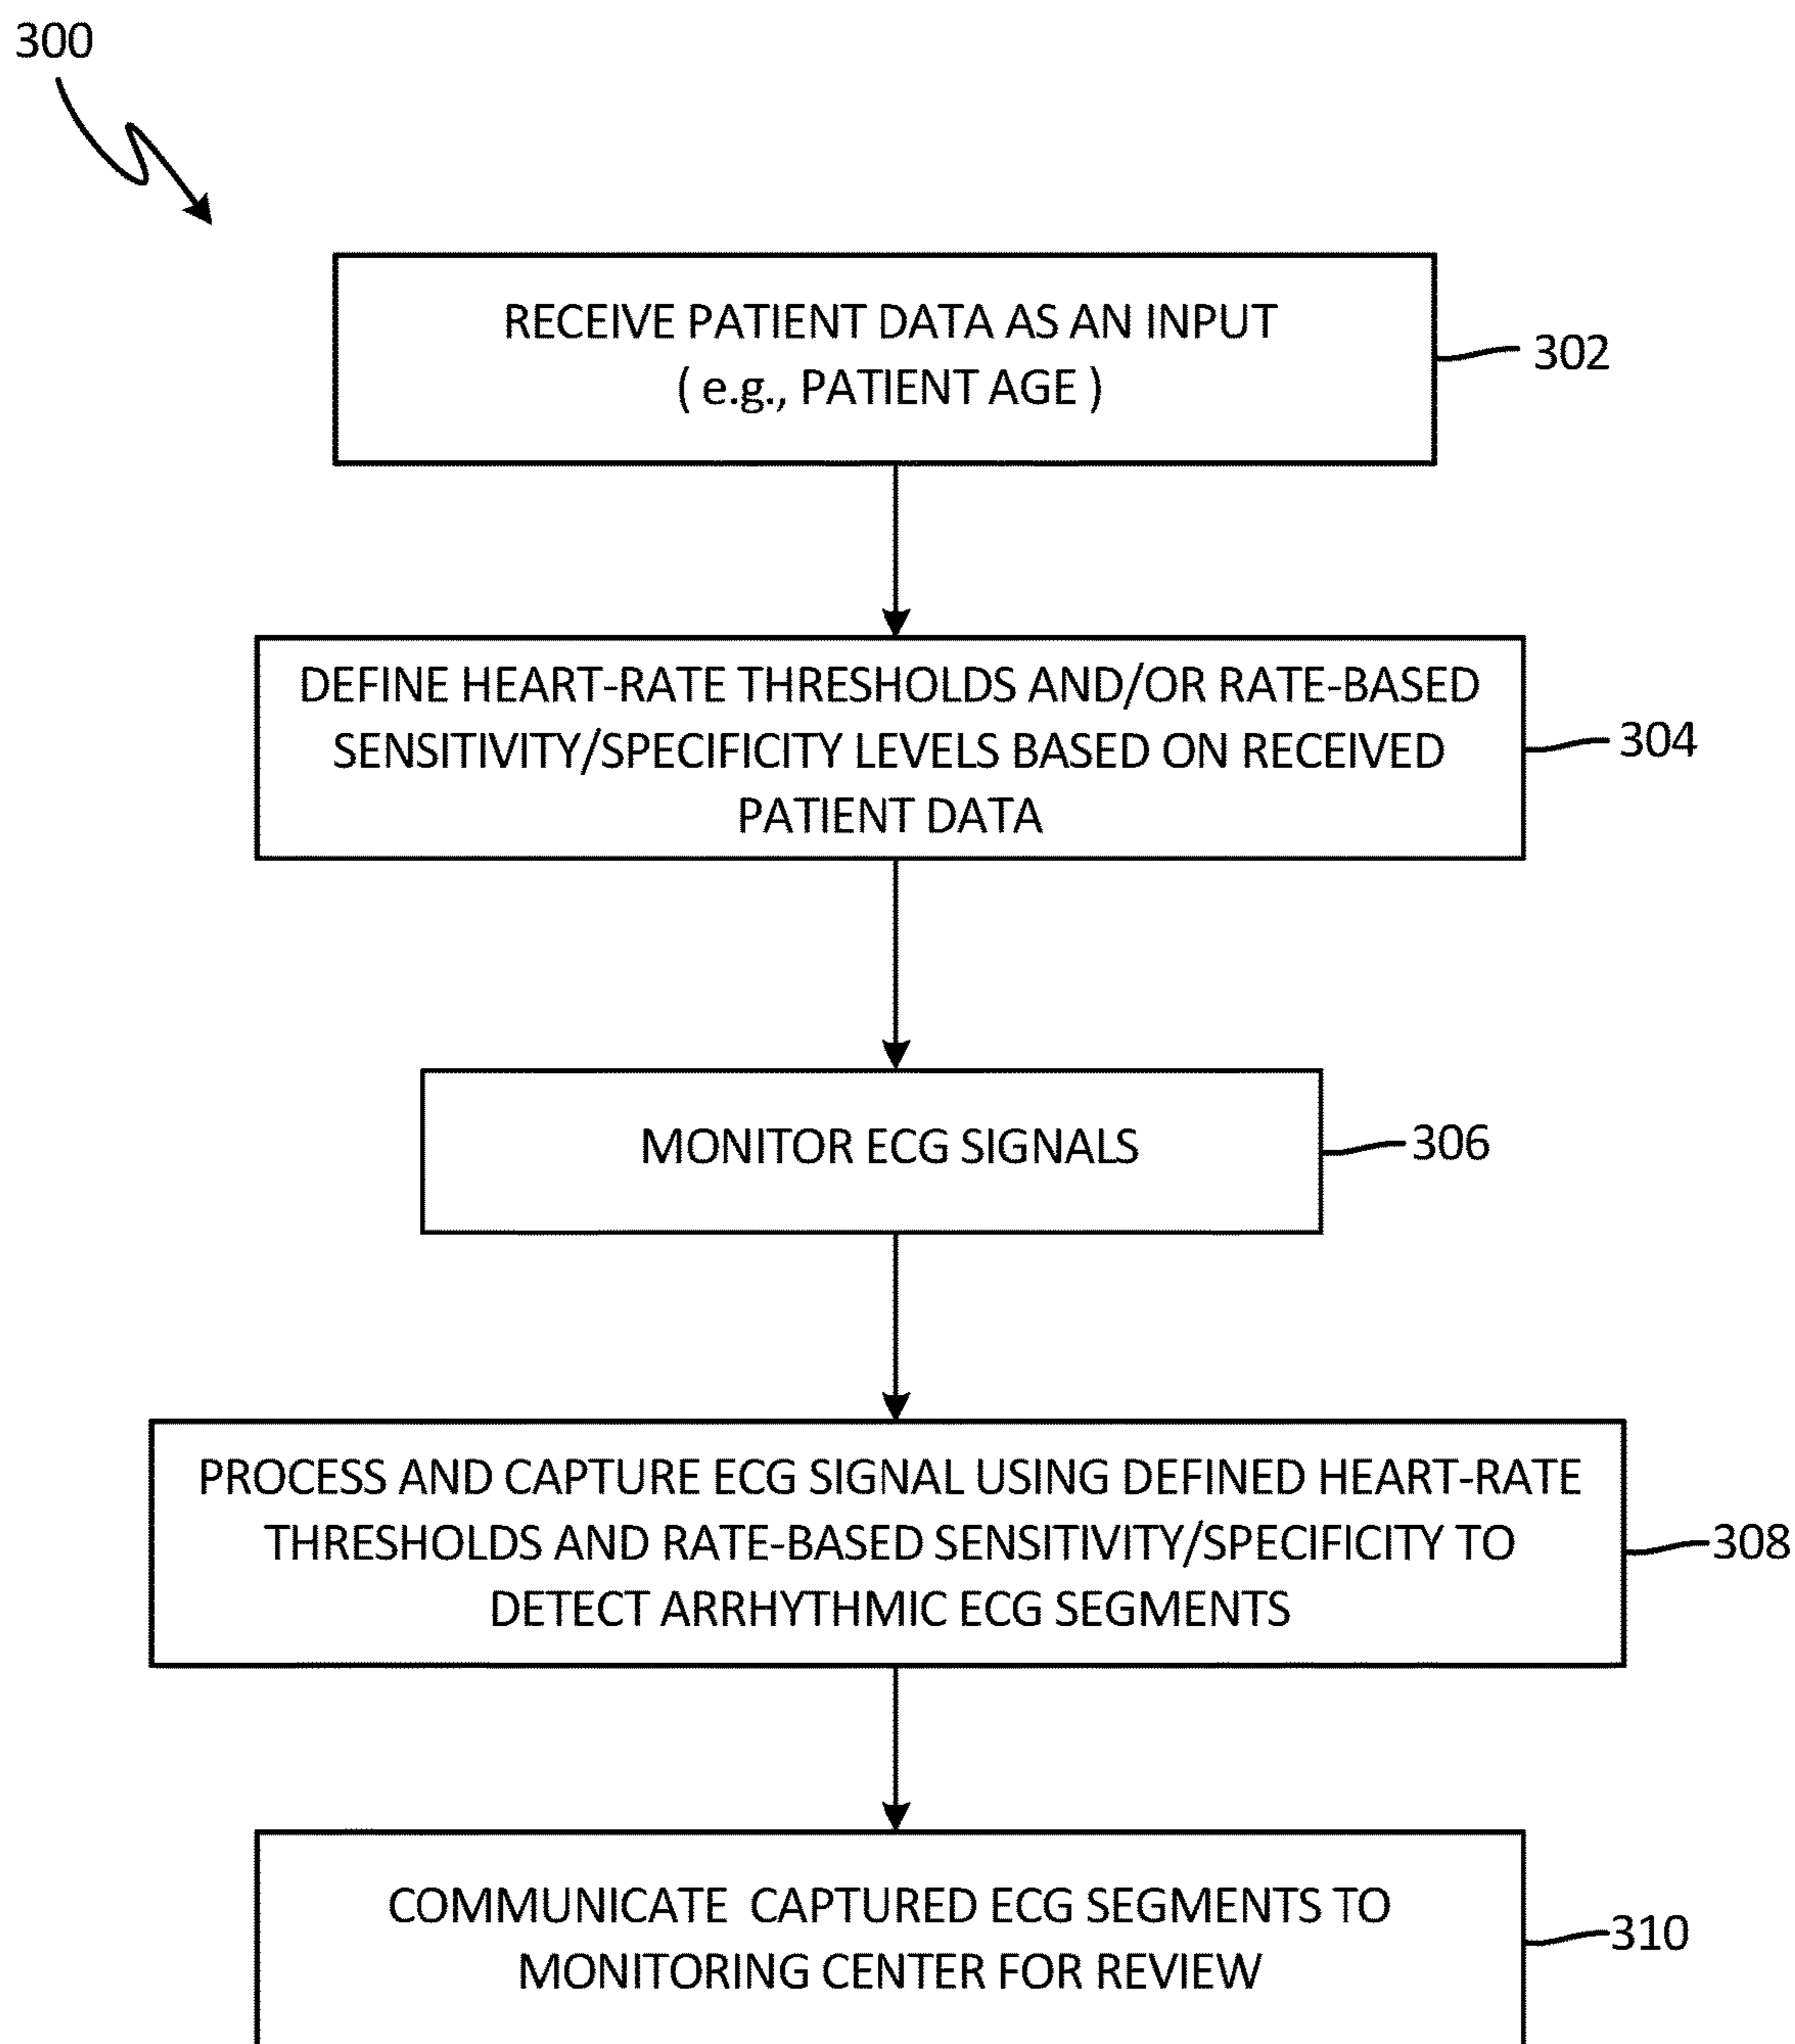 300
RECEIVE PATIENT DATA AS AN INPUT
( e.g., PATIENT AGE )
302
DEFINE HEART-RATE THRESHOLDS AND/OR RATE-BASED
SENSITIVITY/SPECIFICITY LEVELS BASED ON RECEIVED
PATIENT DATA
304
MONITOR ECG SIGNALS
306
PROCESS AND CAPTURE ECG SIGNAL USING DEFINED HEART-RATE
THRESHOLDS AND RATE-BASED SENSITIVITY/SPECIFICITY TO
DETECT ARRHYTHMIC ECG SEGMENTS
308
COMMUNICATE CAPTURED ECG SEGMENTS TO
MONITORING CENTER FOR REVIEW
310